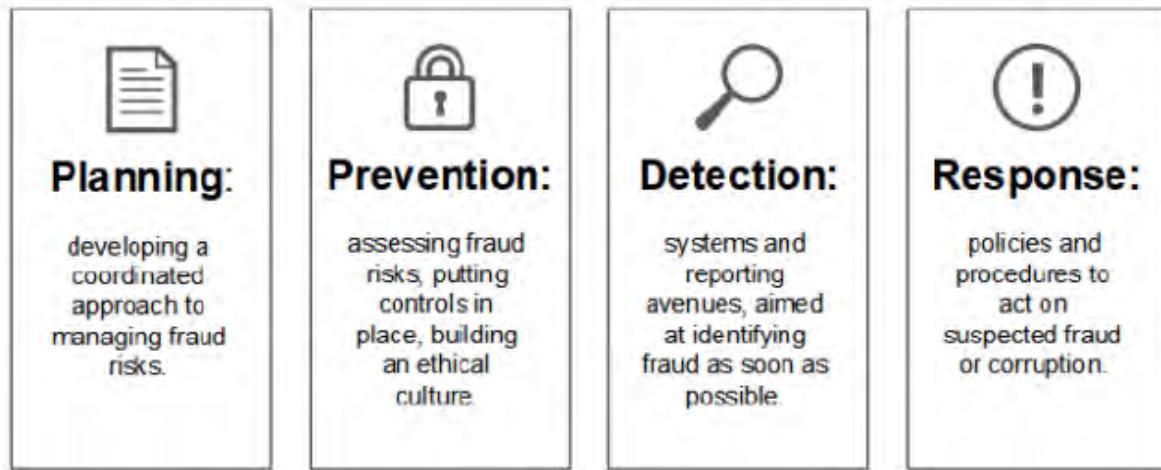 Planning:
developing a
coordinated
approach to
managing fraud
risks.
Prevention:
assessing fraud
risks, putting
controls in
place, building
an ethical
culture
Detection:
systems and
reporting
avenues, aimed
at identifying
fraud as soon as
possible
Response:
policies and
procedures to
act on
suspected fraud
or corruption.